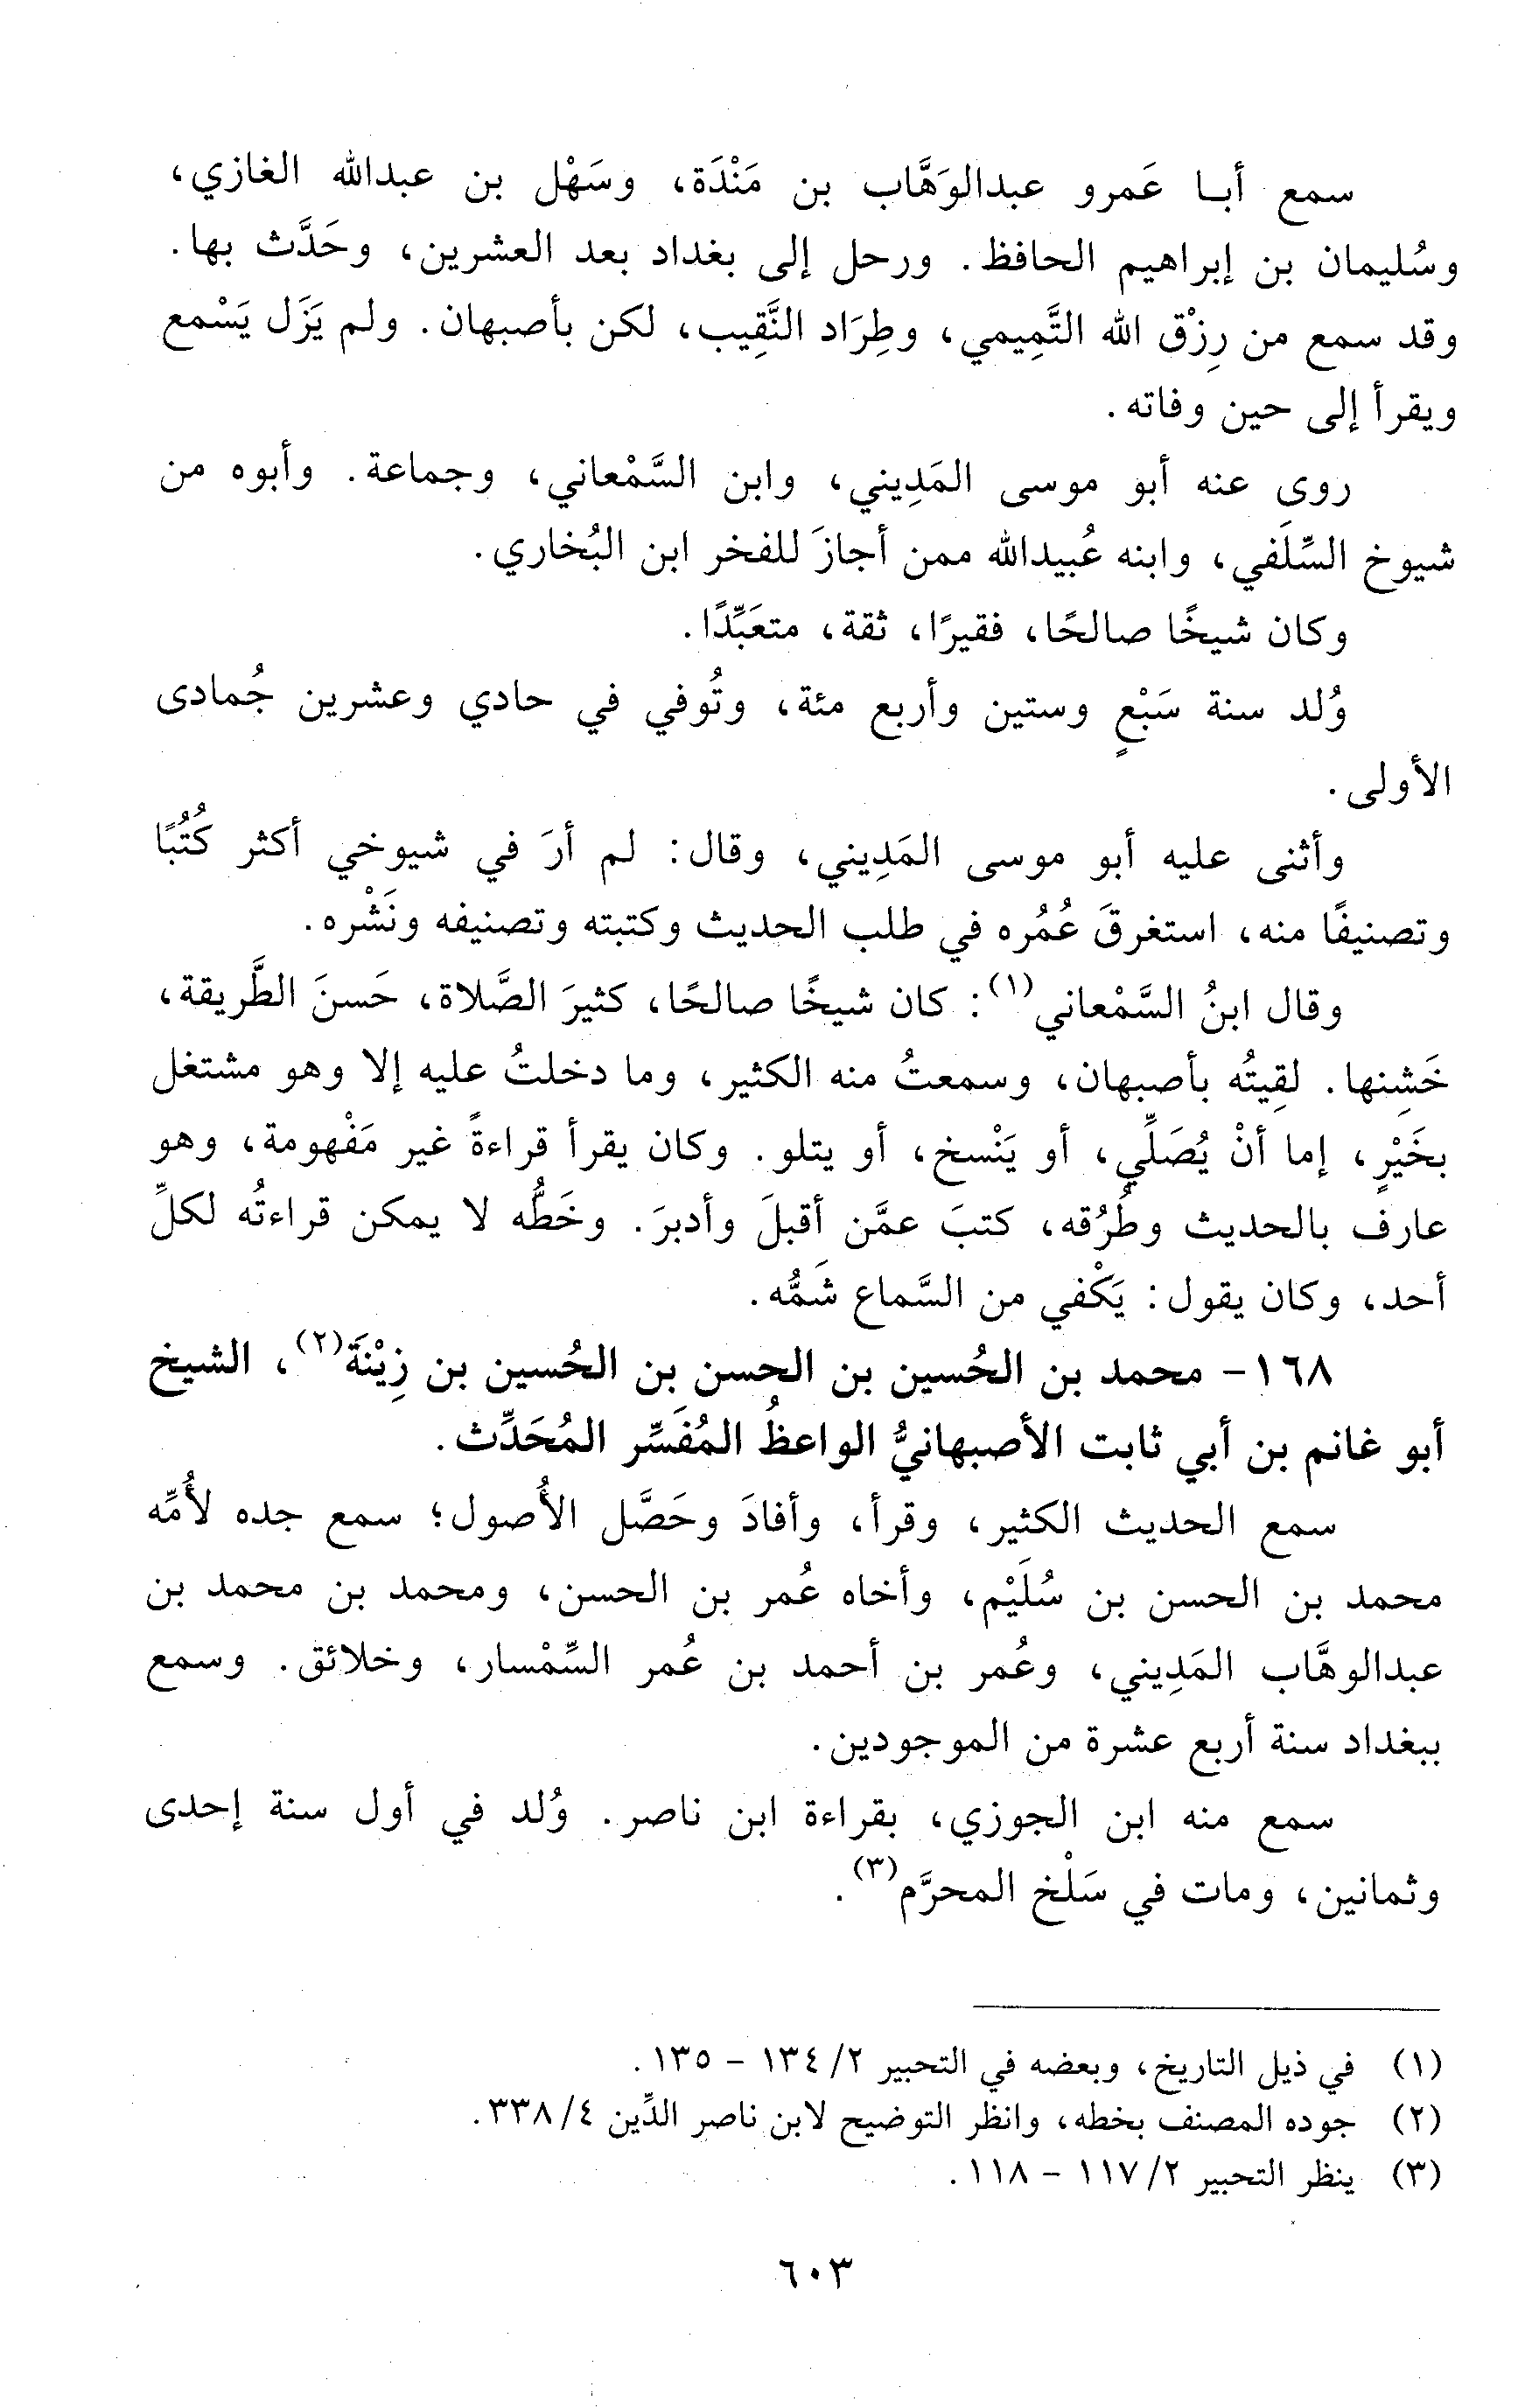 سمع أبا عَمرو عبدالوَهَّاب بن مَنْدَة، وسَهْل بن عبدالله الغازي،
وسُليمان بن إبراهيم الحافظ. ورحل إلى بغداد بعد العشرين، وحَدَّث بها.
وقد سمع من رِزْق الله التَّمِيمي، وطِرَاد النَّقِيب، لكن بأصبهان. ولم يَزَل يَسْمع
ويقرأ إلى حين وفاته.
روى عنه أبو موسى المَدِيني، وابن السَّمْعاني، وجماعة. وأبوه من
شيوخ السِّلَفي، وابنه عُبيدالله ممن أجازَ للفخر ابن البُخاري.
وكان شيخًا صالحًا، فقيرًا، ثقة، متعَبِّدًا.
وُلد سنة سَبْعٍ وستين وأربع مئة، وتُوفي في حادي وعشرين جُمادى
الأولى.
وأثنى عليه أبو موسى المَدِيني، وقال: لم أرَ في شيوخي أكثر كُتُبًا
وتصنيفًا منه، استغرقَ عُمُره في طلب الحديث وكتبته وتصنيفه ونَشْره.
وقال ابنُ السَّمْعاني(١): كان شيخًا صالحًا، كثيرَ الصَّلاة، حَسنَ الطَّريقة،
خَشِنها. لقِيتُه بأصبهان، وسمعتُ منه الكثير، وما دخلتُ عليه إلا وهو مشتغل
بخَيْرٍ، إما أنْ يُصَلِّي، أو يَنْسخ، أو يتلو. وكان يقرأ قراءةً غير مَفْهومة، وهو
عارف بالحديث وطُرُقه، كتبَ عمَّن أقبلَ وأدبرَ. وخَطُّه لا يمكن قراءتُه لكلِّ
أحد، وكان يقول: يَكْفي من السَّماع شَمُّه.
١٦٨- محمد بن الحُسين بن الحسن بن الحُسين بن زِيْنَة(٢)، الشيخ
أبو غانم بن أبي ثابت الأصبهانيُّ الواعظُ المُفَسِّر المُحَدِّث.
سمع الحديث الكثير، وقرأ، وأفادَ وحَصَّل الأُصول؛ سمع جده لأُمِّه
محمد بن الحسن بن سُلَيْم، وأخاه عُمر بن الحسن، ومحمد بن محمد بن
عبدالوهَّاب المَدِيني، وعُمر بن أحمد بن عُمر السِّمْسار، وخلائق. وسمع
ببغداد سنة أربع عشرة من الموجودين.
سمع منه ابن الجوزي، بقراءة ابن ناصر. وُلد في أول سنة إحدى
وثمانين، ومات في سَلْخ المحرَّم(٣).
(١) في ذيل التاريخ، وبعضه في التحبير ٢/ ١٣٤ - ١٣٥.
(٢) جوده المصنف بخطه، وانظر التوضيح لابن ناصر الدِّين ٤/ ٣٣٨.
(٣) ينظر التحبير ٢/ ١١٧ - ١١٨.
٦٠٣